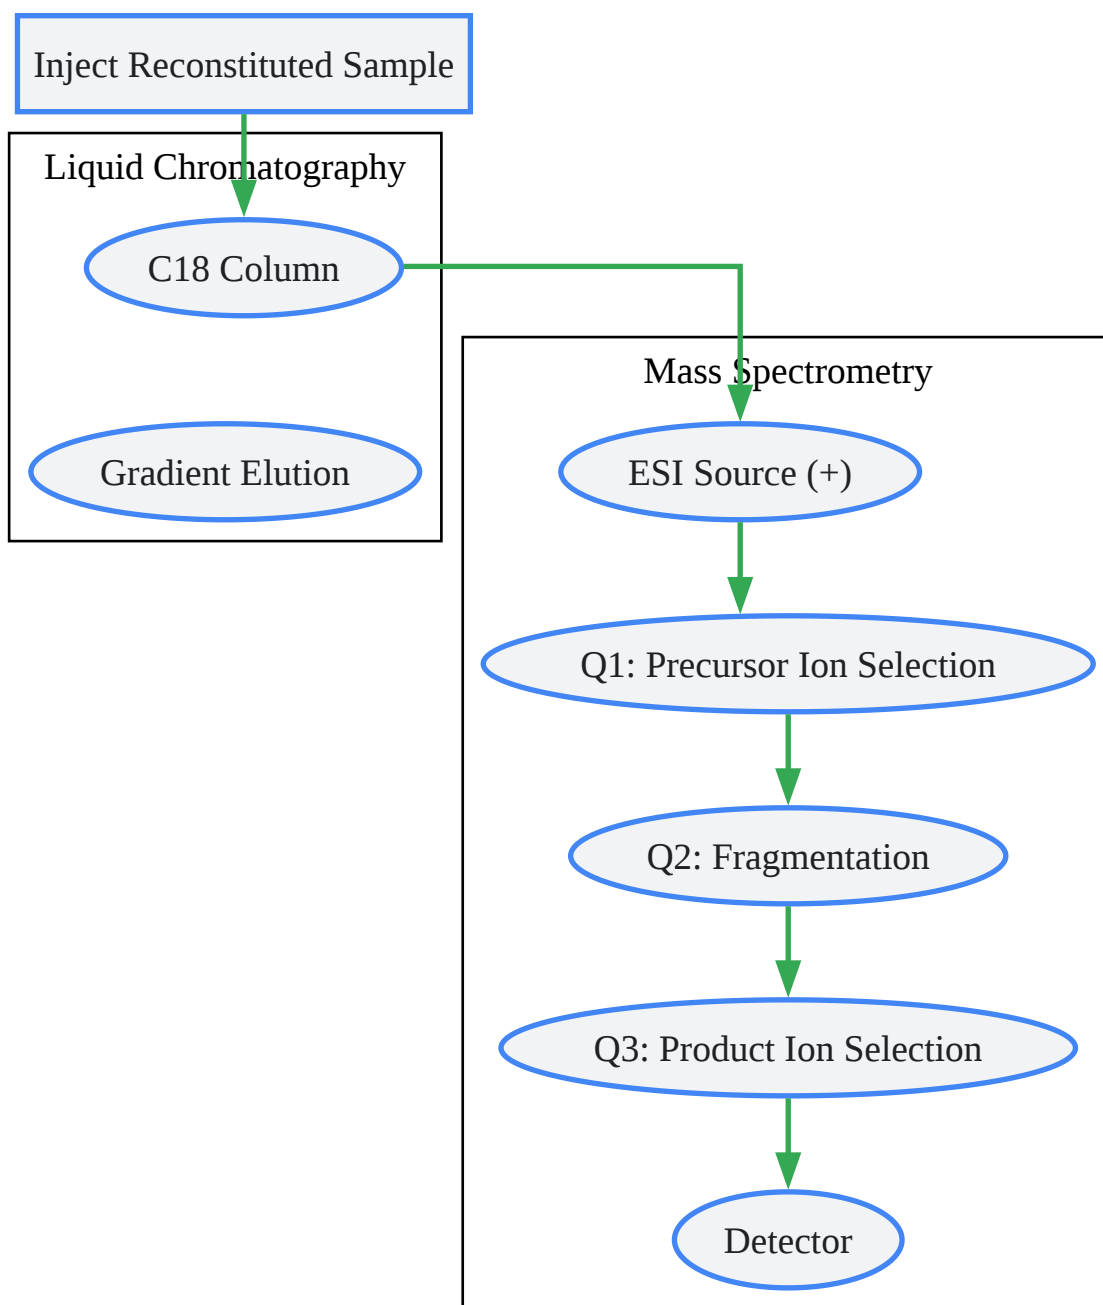 Inject Reconstituted Sample
Liquid Chromatography
C18 Column
Gradient Elution
Mass Spectrometry
ESI Source (+)
Q1: Precursor Ion Selection
Q2: Fragmentation
Q3: Product Ion Selection
Detector